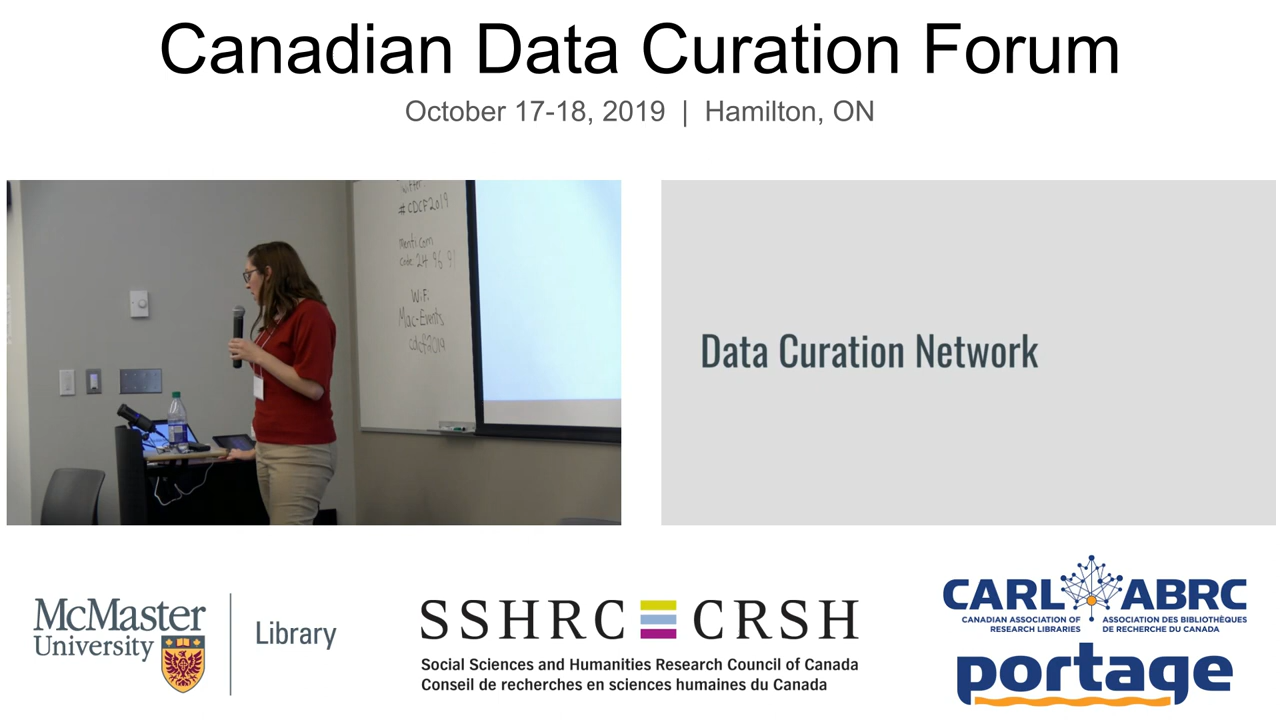 Canadian Data Curation Forum
October 17-18, 2019 | Hamilton, ON
#CDCF2019
menti.com
Code 24 96 91
WiFi
Mac-Events
cdcf2019
Data Curation Network
McMaster
University
Library
SSHRC CRSH
Social Sciences and Humanities Research Council of Canada
Conseil de recherches en sciences humaines du Canada
CARL ABRC
CANADIAN ASSOCIATION OF
RESEARCH LIBRARIES
ASSOCIATION DES BIBLIOTHÈQUES
DE RECHERCHE DU CANADA
portage